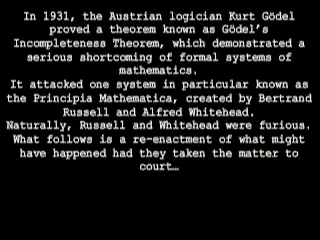 In 1931, the Austrian logician Kurt Gödel
proved a theorem known as Gödel's
Incompleteness Theorem, which demonstrated a
serious shortcoming of formal systems of
mathematics.
It attacked one system in particular known as
the Principia Mathematica, created by Bertrand
Russell and Alfred Whitehead.
Naturally, Russell and Whitehead were furious.
What follows is a re-enactment of what might
have happened had they taken the matter to
court…